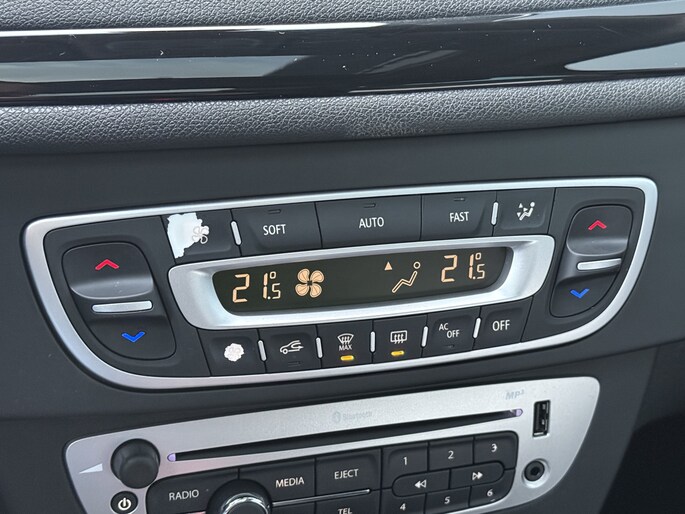 SOFT AUTO FAST
21°5 21°5
MAX AC OFF OFF
Bluetooth MP3
RADIO MEDIA EJECT 1 2 3
TEL 4 5 6